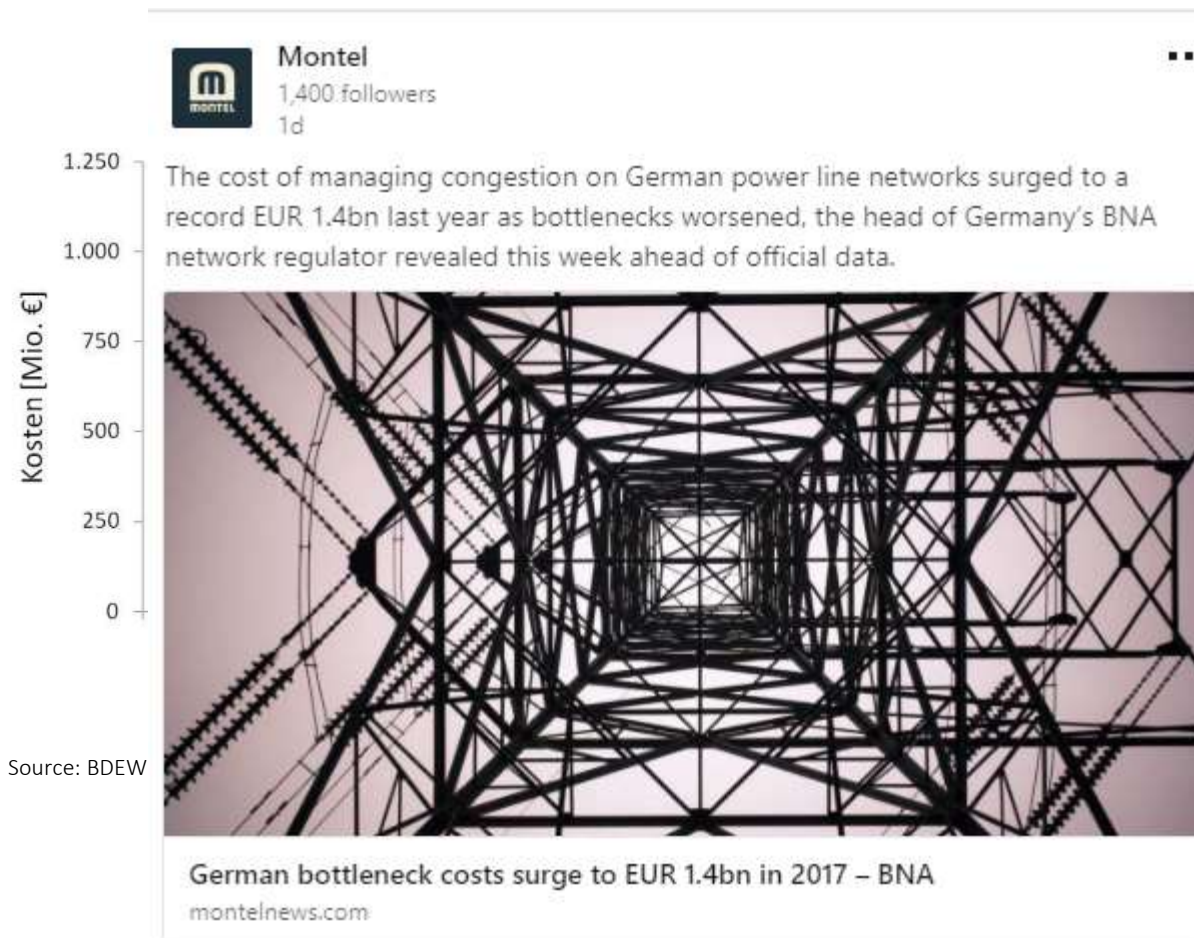 Montel
1,400 followers
1d
MONTEL
The cost of managing congestion on German power line networks surged to a
record EUR 1.4bn last year as bottlenecks worsened, the head of Germany's BNA
network regulator revealed this week ahead of official data.
1.250
1.000
750
500
250
0
Kosten [Mio. €]
Source: BDEW
German bottleneck costs surge to EUR 1.4bn in 2017 – BNA
montelnews.com